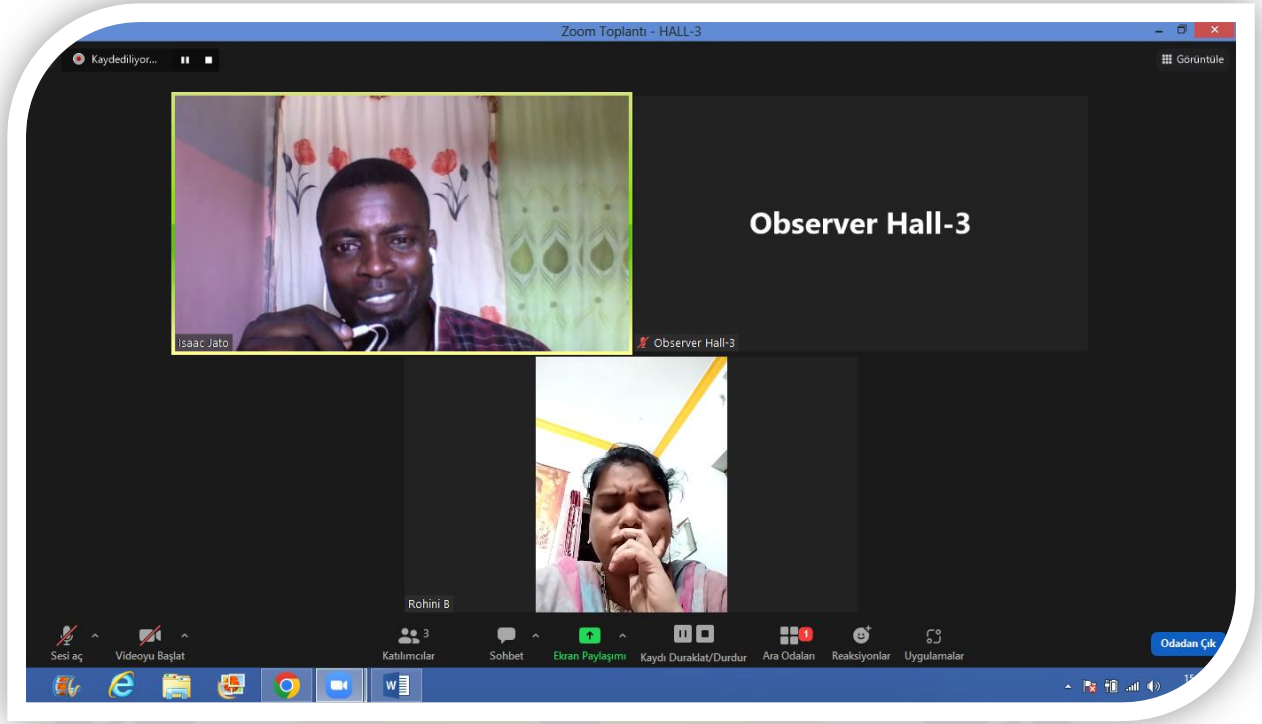 Zoom Toplantı - HALL-3
Kaydediliyor...
Görüntüle
Isaac Jato
Observer Hall-3
Observer Hall-3
Rohini B
3
1
Sesi aç
Videoyu Başlat
Katılımcılar
Sohbet
Ekran Paylaşımı
Kaydı Duraklat/Durdur
Ara Odaları
Reaksiyonlar
Uygulamalar
Odadan Çık